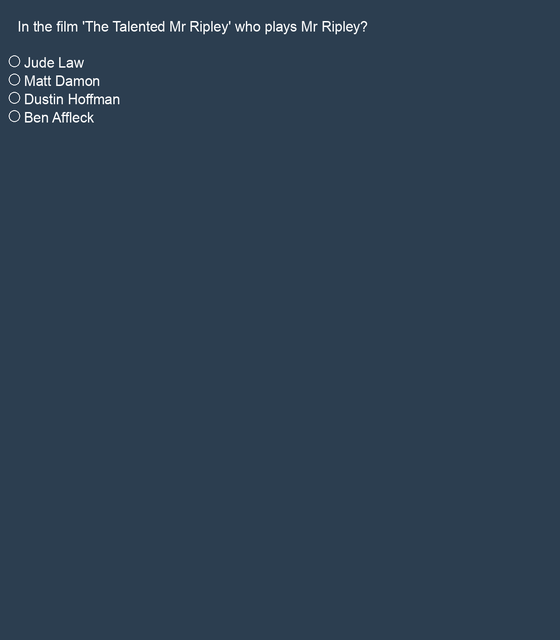 In the film 'The Talented Mr Ripley' who plays Mr Ripley?
Jude Law
Matt Damon
Dustin Hoffman
Ben Affleck